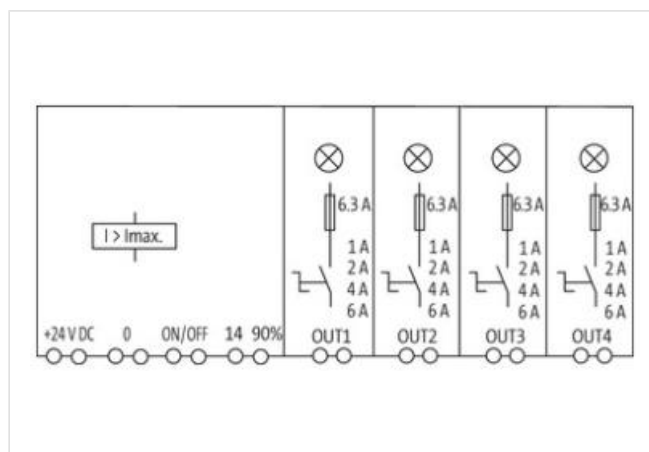 I > Imax.
+24 V DC 0 ON/OFF 14 90%
6.3 A
1 A
2 A
4 A
6 A
OUT1
6.3 A
1 A
2 A
4 A
6 A
OUT2
6.3 A
1 A
2 A
4 A
6 A
OUT3
6.3 A
1 A
2 A
4 A
6 A
OUT4